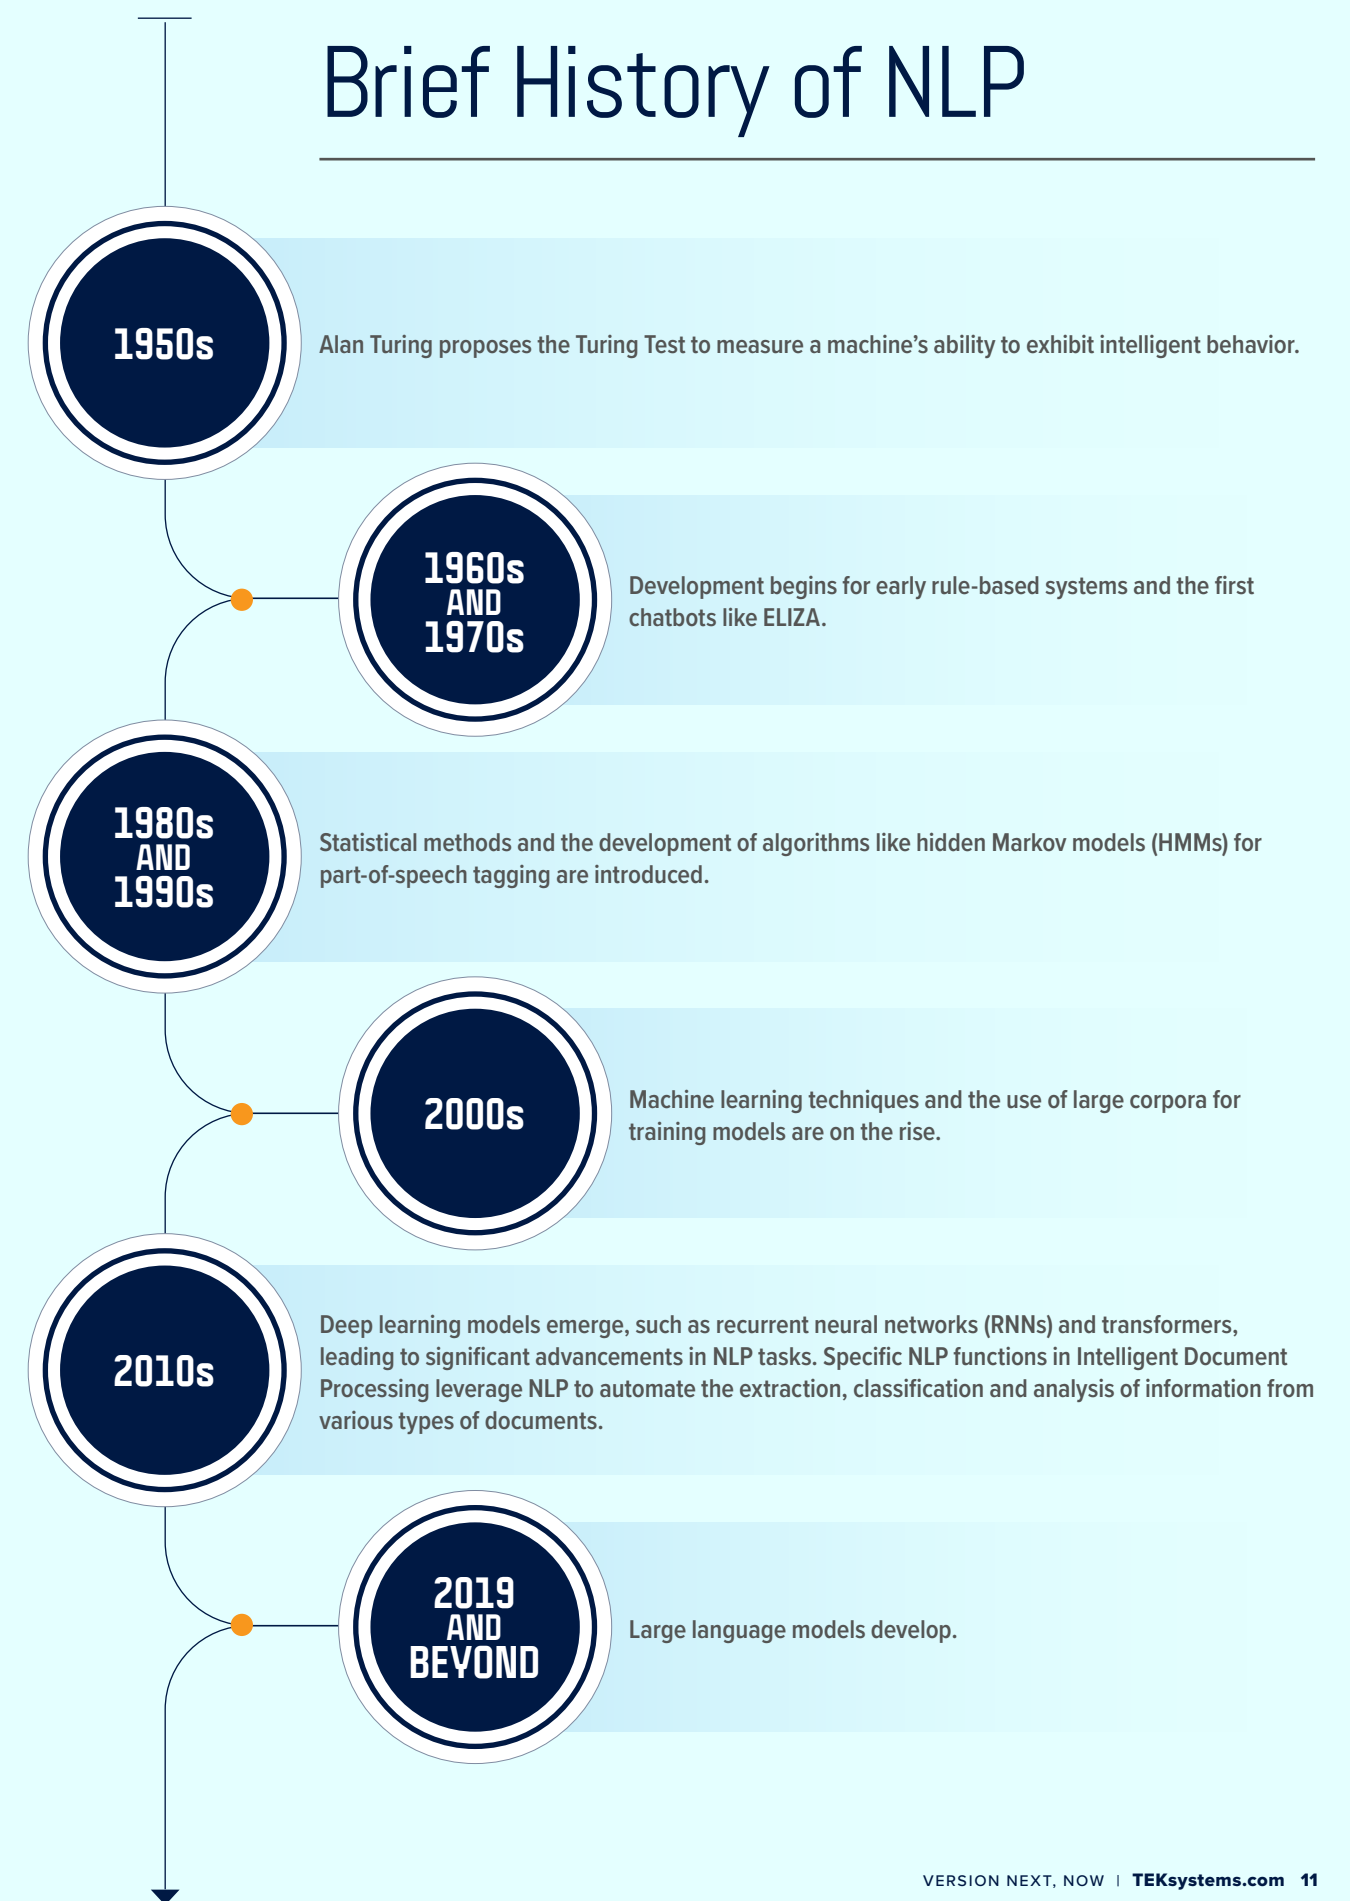 Brief History of NLP
1950s
Alan Turing proposes the Turing Test to measure a machine’s ability to exhibit intelligent behavior.
1960s
AND
1970s
Development begins for early rule-based systems and the first
chatbots like ELIZA.
1980s
AND
1990s
Statistical methods and the development of algorithms like hidden Markov models (HMMs) for
part-of-speech tagging are introduced.
2000s
Machine learning techniques and the use of large corpora for
training models are on the rise.
2010s
Deep learning models emerge, such as recurrent neural networks (RNNs) and transformers,
leading to significant advancements in NLP tasks. Specific NLP functions in Intelligent Document
Processing leverage NLP to automate the extraction, classification and analysis of information from
various types of documents.
2019
AND
BEYOND
Large language models develop.
VERSION NEXT, NOW | TEKsystems.com 11